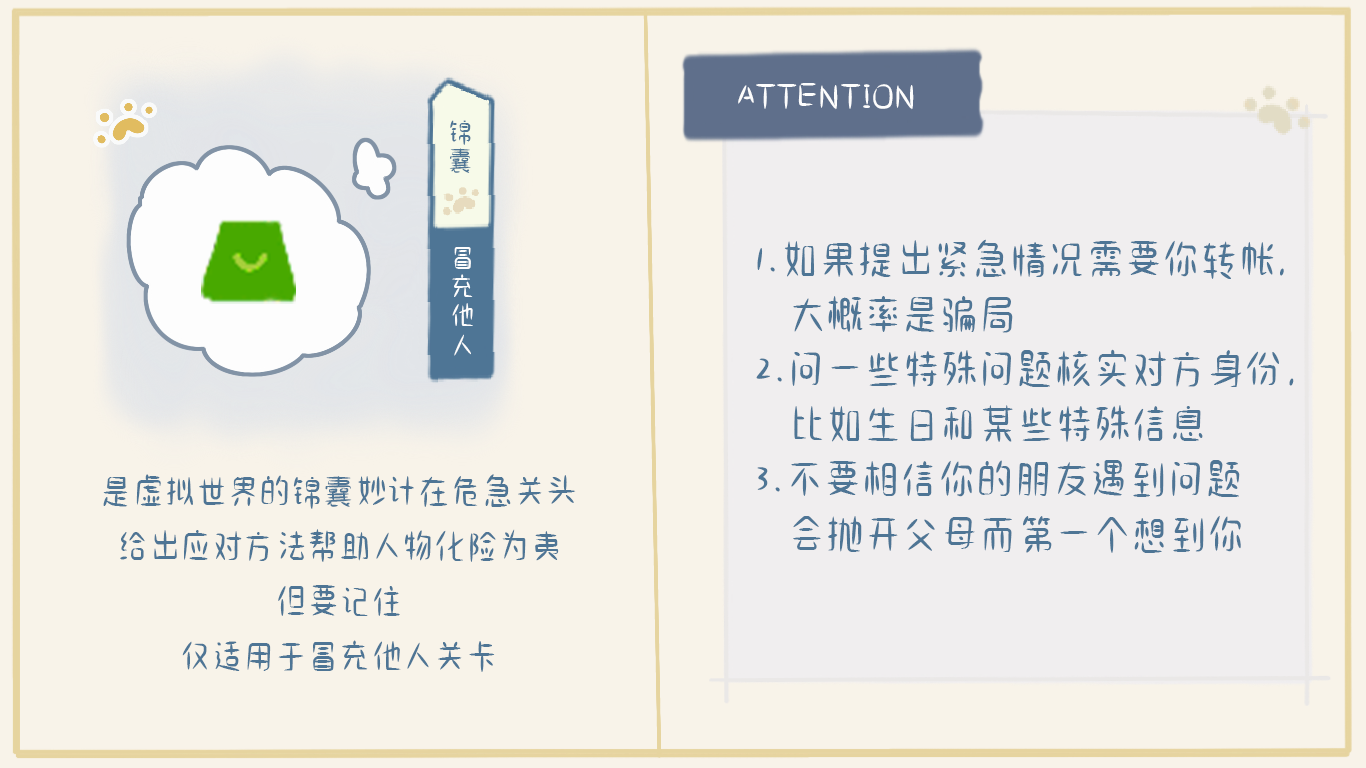 锦囊
冒充他人
是虚拟世界的锦囊妙计在危急关头
给出应对方法帮助人物化险为夷
但要记住
仅适用于冒充他人关卡
ATTENTION
1.如果提出紧急情况需要你转帐,
大概率是骗局
2.问一些特殊问题核实对方身份,
比如生日和某些特殊信息
3.不要相信你的朋友遇到问题
会抛开父母而第一个想到你